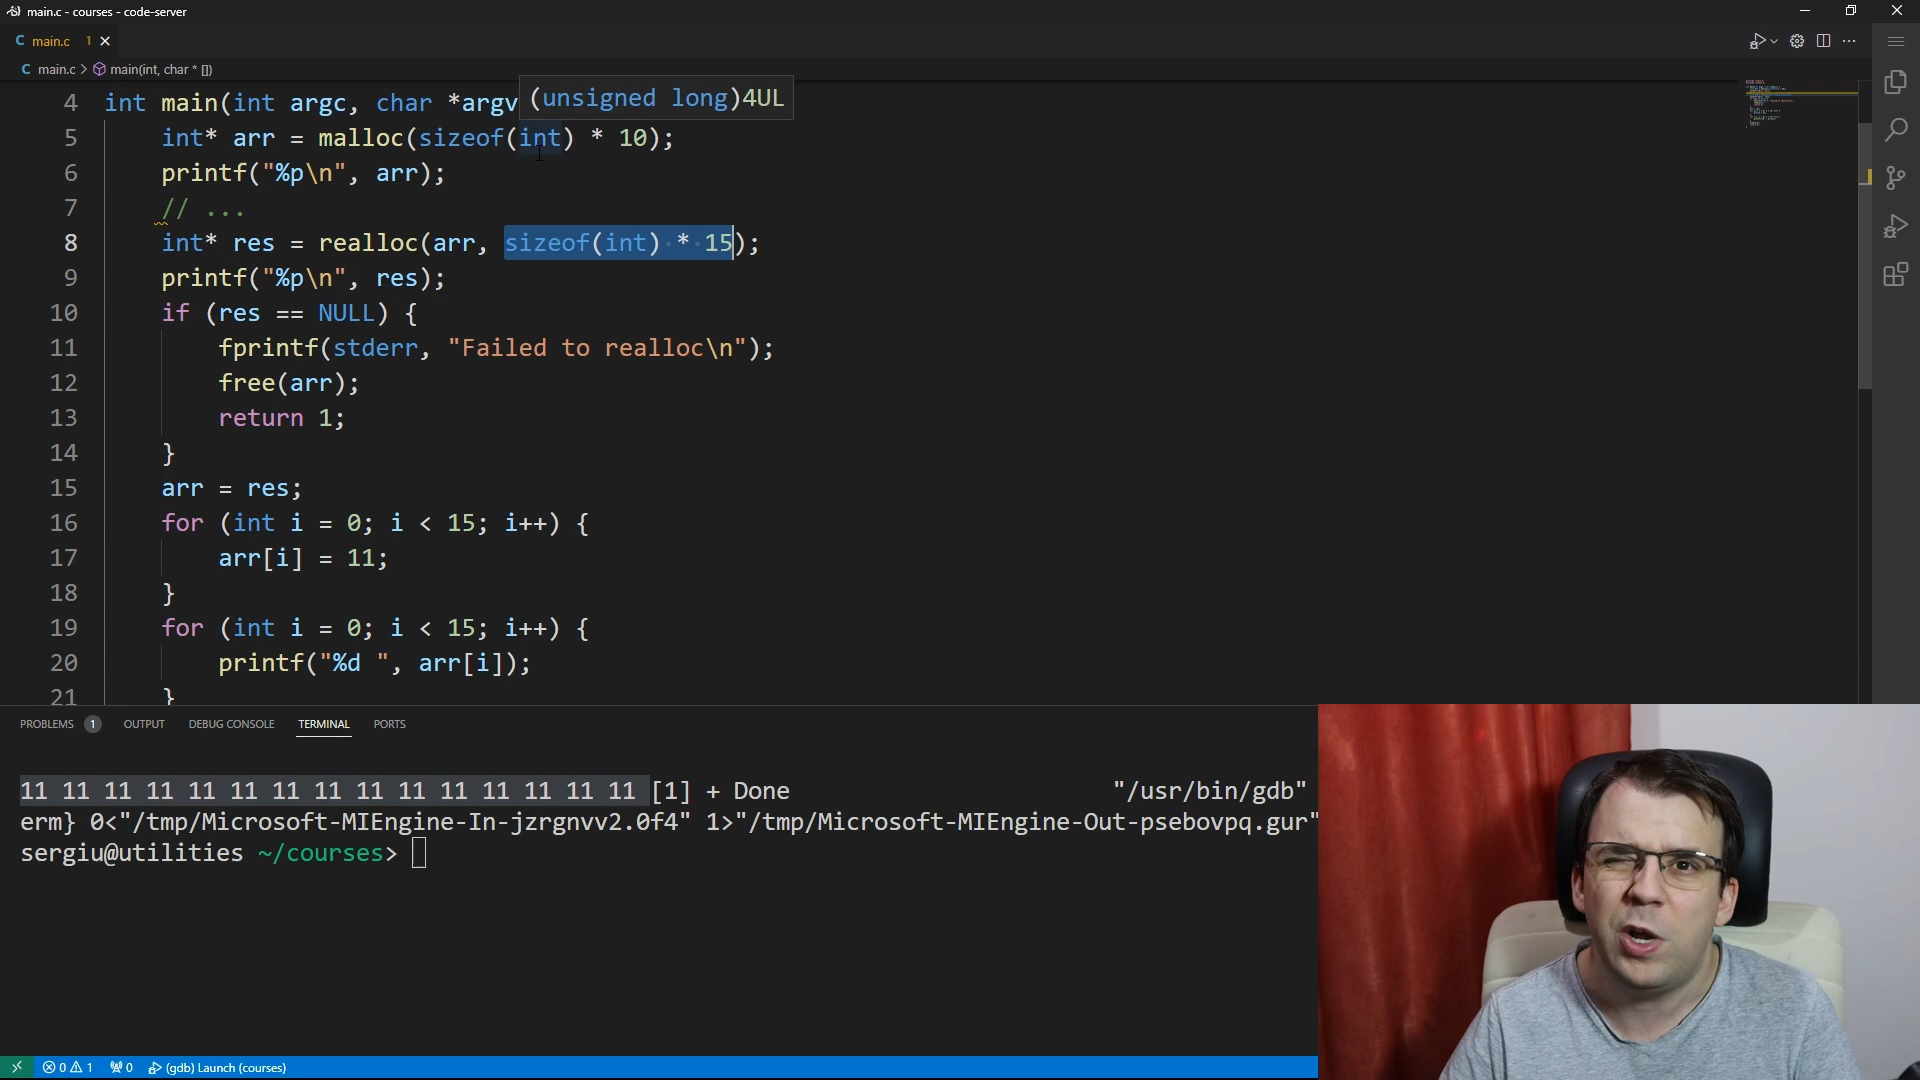 main.c - courses - code-server
main.c 1
main.c > main(int, char * [])
(unsigned long)4UL
4 int main(int argc, char *argv
5 int* arr = malloc(sizeof(int) * 10);
6 printf("%p\n", arr);
7 // ...
8 int* res = realloc(arr, sizeof(int) * 15);
9 printf("%p\n", res);
10 if (res == NULL) {
11 fprintf(stderr, "Failed to realloc\n");
12 free(arr);
13 return 1;
14 }
15 arr = res;
16 for (int i = 0; i < 15; i++) {
17 arr[i] = 11;
18 }
19 for (int i = 0; i < 15; i++) {
20 printf("%d ", arr[i]);
21 }
PROBLEMS 1 OUTPUT DEBUG CONSOLE TERMINAL PORTS
11 11 11 11 11 11 11 11 11 11 11 11 11 11 11 [1] + Done "/usr/bin/gdb"
erm} 0<"/tmp/Microsoft-MIEngine-In-jzrgnvv2.0f4" 1>"/tmp/Microsoft-MIEngine-Out-psebovpq.gur"
sergiu@utilities ~/courses>
0 1 0 (gdb) Launch (courses)